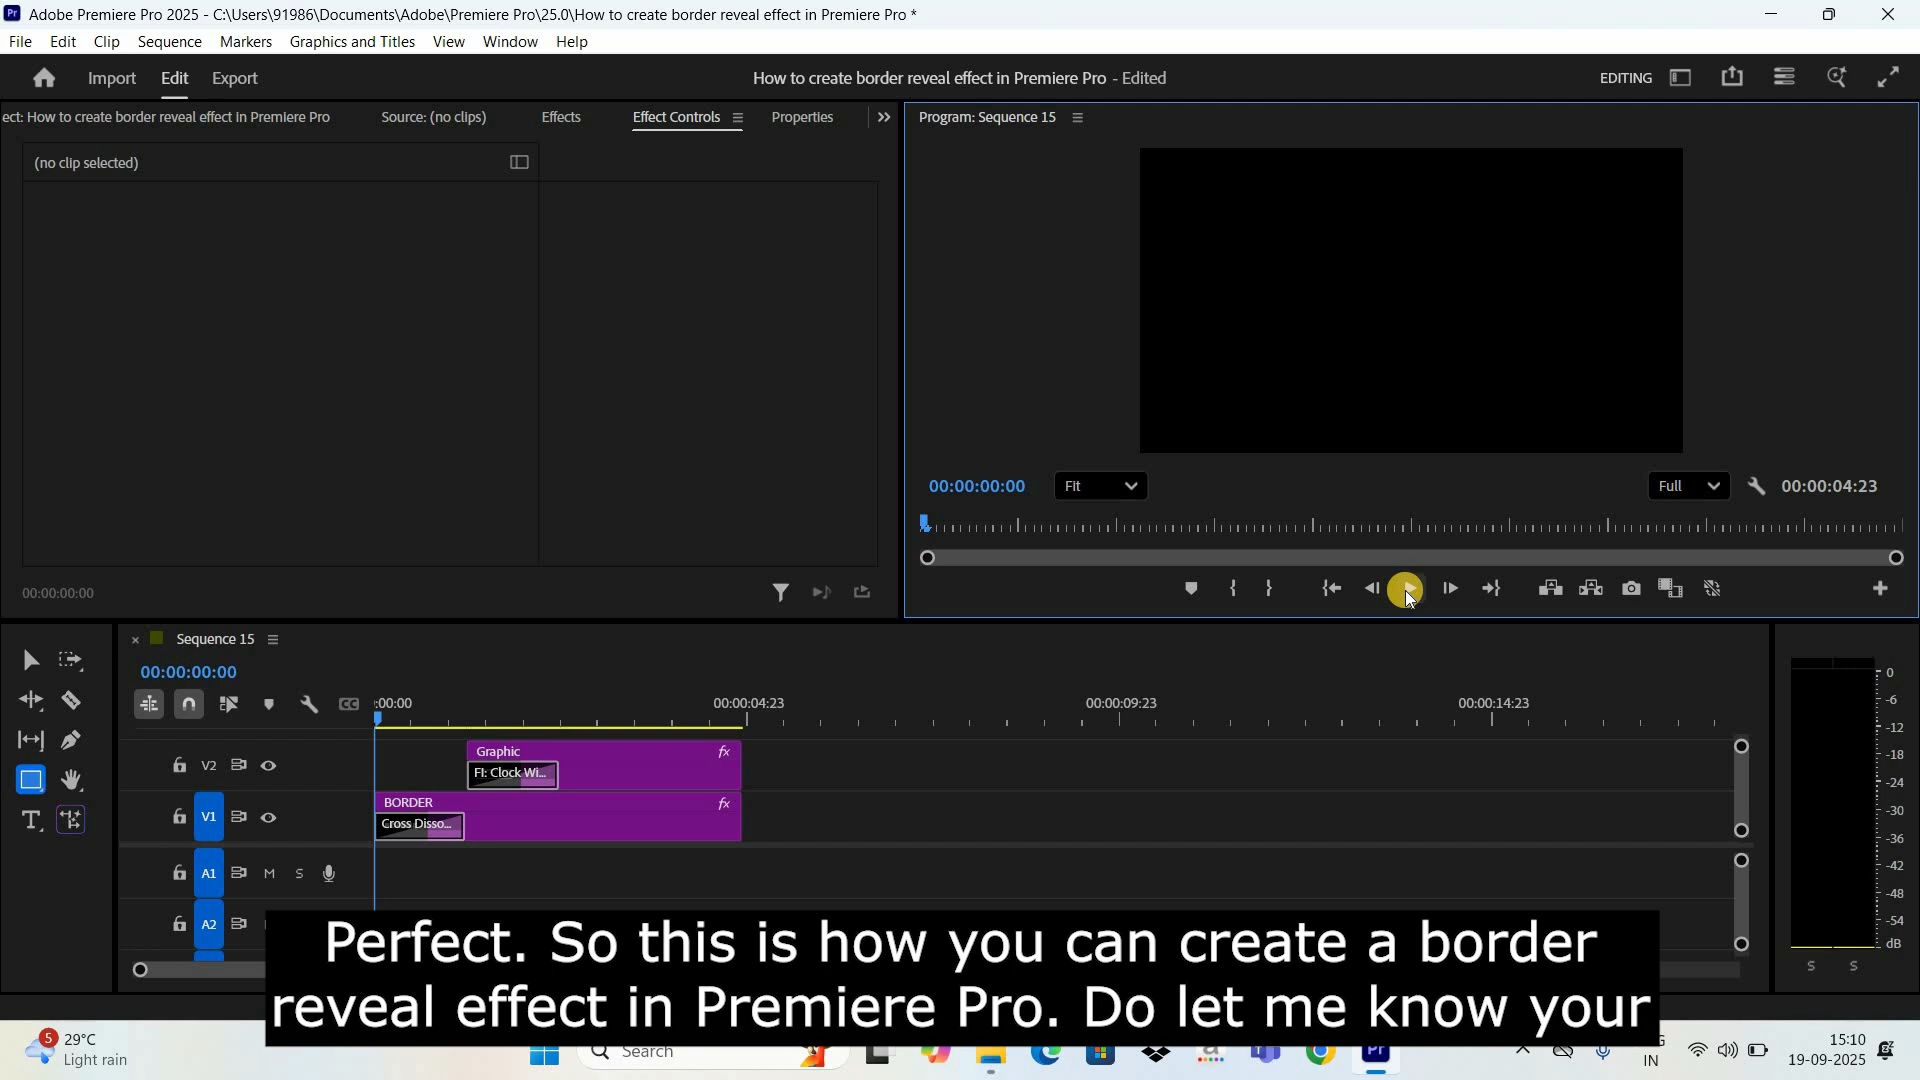 Pr Adobe Premiere Pro 2025 - C:\Users\91986\Documents\Adobe\Premiere Pro\25.0\How to create border reveal effect in Premiere Pro *
File Edit Clip Sequence Markers Graphics and Titles View Window Help
Import Edit Export
How to create border reveal effect in Premiere Pro - Edited
EDITING
ect: How to create border reveal effect in Premiere Pro
Source: (no clips)
Effects
Effect Controls
Properties
Program: Sequence 15
(no clip selected)
00:00:00:00
Fit
Full
00:00:04:23
00:00:00:00
Sequence 15
00:00:00:00
:00:00
00:00:04:23
00:00:09:23
00:00:14:23
V2
Graphic fx
FI: Clock Wi...
V1
BORDER fx
Cross Disso...
A1 M S
A2
0
-6
-12
-18
-24
-30
-36
-42
-48
-54
dB
S S
Perfect. So this is how you can create a border
reveal effect in Premiere Pro. Do let me know your
5
29°C
Light rain
Search
Pr
IN
15:10
19-09-2025